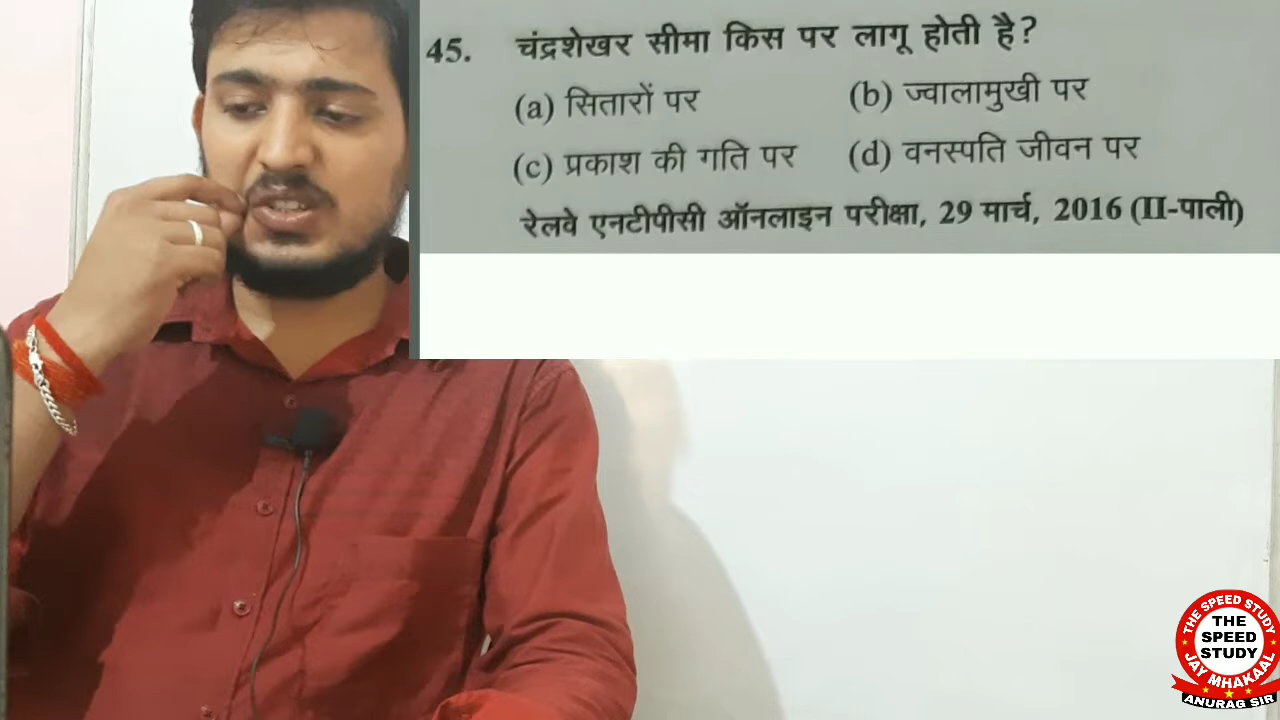 45. चंद्रशेखर सीमा किस पर लागू होती है?
(a) सितारों पर (b) ज्वालामुखी पर
(c) प्रकाश की गति पर (d) वनस्पति जीवन पर
रेलवे एनटीपीसी ऑनलाइन परीक्षा, 29 मार्च, 2016 (II-पाली)
THE SPEED STUDY
THE
SPEED
STUDY
JAY MHAKAAL
ANURAG SIR